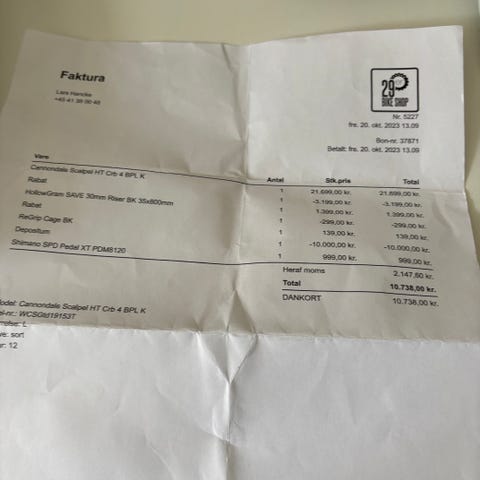 Faktura
Lars Hancke
+45 41 38 00 48
29
BIKE SHOP
Nr. 5227
fre. 20. okt. 2023 13.09
Bon-nr. 37871
Betalt: fre. 20. okt. 2023 13.09
Vare Antal Stk.pris Total
Cannondale Scalpel HT Crb 4 BPL K 1 21.699,00 kr. 21.699,00 kr.
Rabat -3.199,00 kr. -3.199,00 kr.
HollowGram SAVE 30mm Riser BK 35x800mm 1 1.399,00 kr. 1.399,00 kr.
Rabat -299,00 kr. -299,00 kr.
ReGrip Cage BK 1 139,00 kr. 139,00 kr.
Depositum 1 -10.000,00 kr. -10.000,00 kr.
Shimano SPD Pedal XT PDM8120 1 999,00 kr. 999,00 kr.
Heraf moms 2.147,60 kr.
Total 10.738,00 kr.
DANKORT 10.738,00 kr.
odel: Cannondale Scalpel HT Crb 4 BPL K
el-nr.: WCSGtd19153T
L
ve: sort
ar: 12